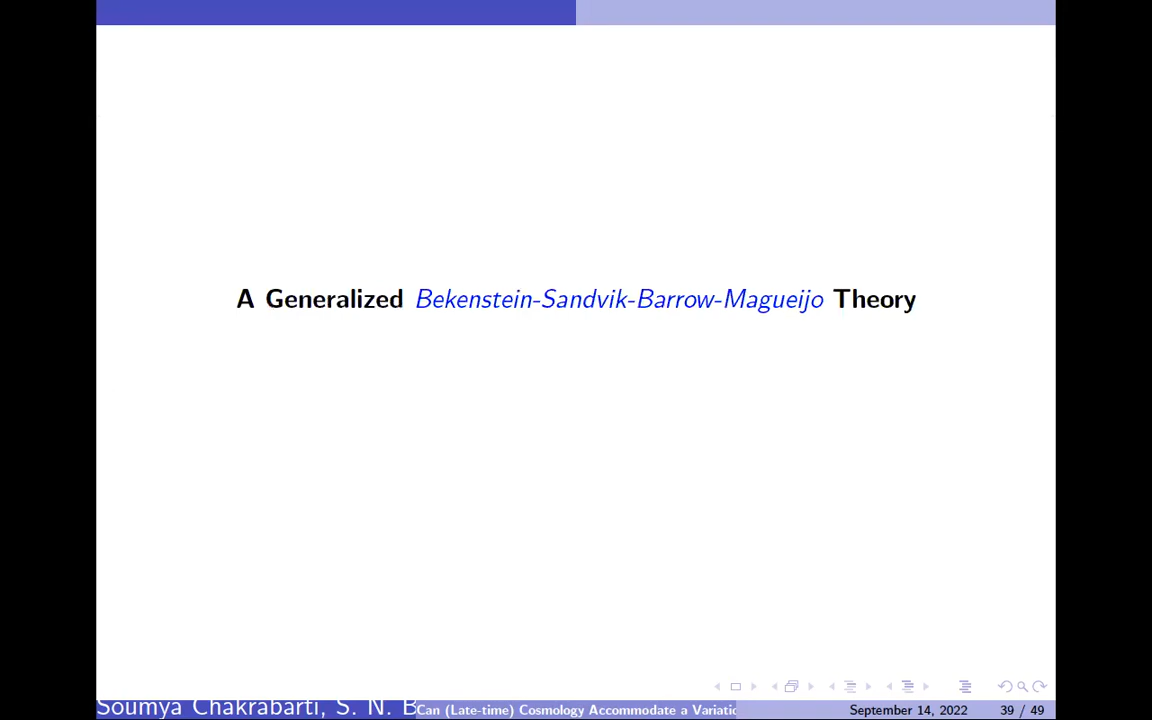 A Generalized Bekenstein-Sandvik-Barrow-Magueijo Theory
Soumya Chakrabarti, S. N. B
Can (Late-time) Cosmology Accommodate a Variatio
September 14, 2022
39 / 49